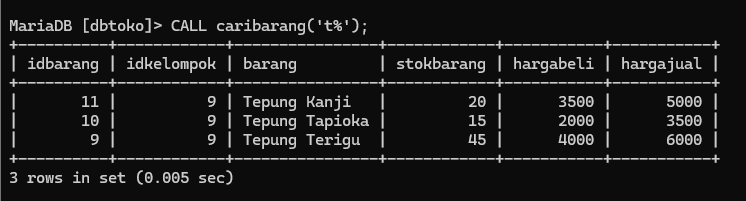 MariaDB [dbtoko]> CALL caribarang('t%');
+----------+------------+----------------+------------+-----------+-----------+
| idbarang | idkelompok | barang         | stokbarang | hargabeli | hargajual |
+----------+------------+----------------+------------+-----------+-----------+
|       11 |          9 | Tepung Kanji   |         20 |      3500 |      5000 |
|       10 |          9 | Tepung Tapioka |         15 |      2000 |      3500 |
|        9 |          9 | Tepung Terigu  |         45 |      4000 |      6000 |
+----------+------------+----------------+------------+-----------+-----------+
3 rows in set (0.005 sec)